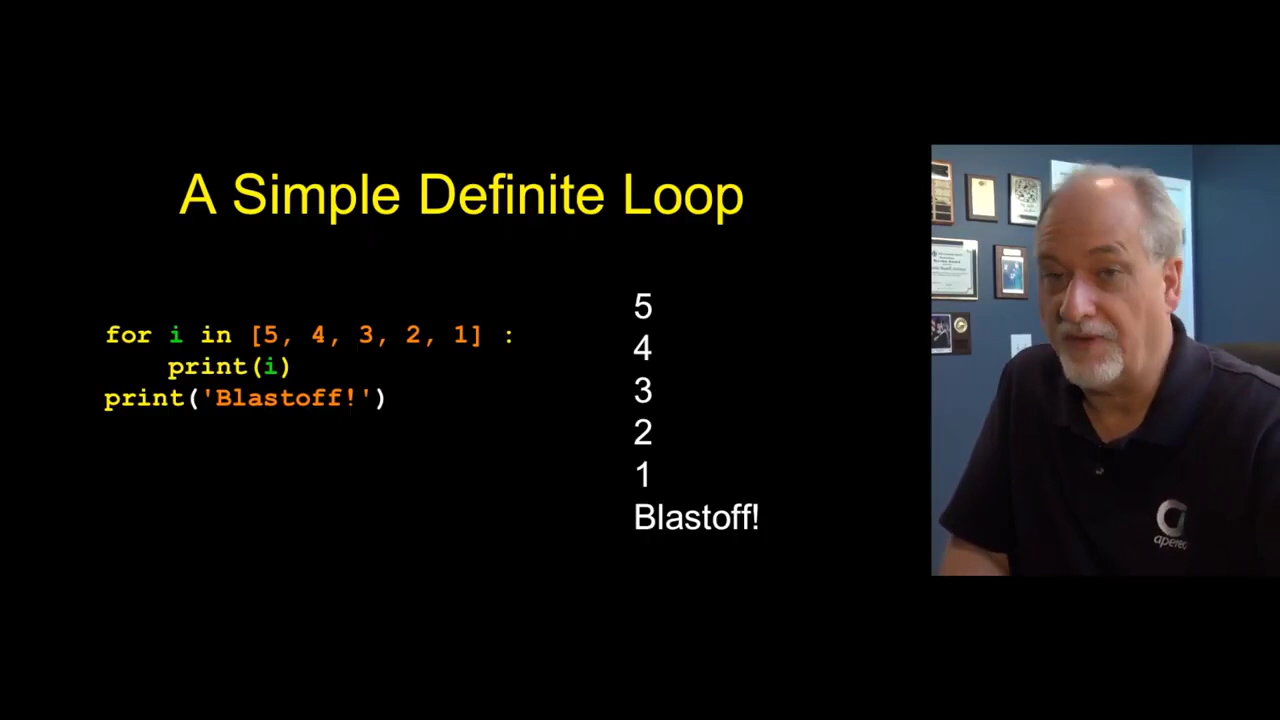 A Simple Definite Loop
for i in [5, 4, 3, 2, 1] :
    print(i)
print('Blastoff!')
5
4
3
2
1
Blastoff!
apereo